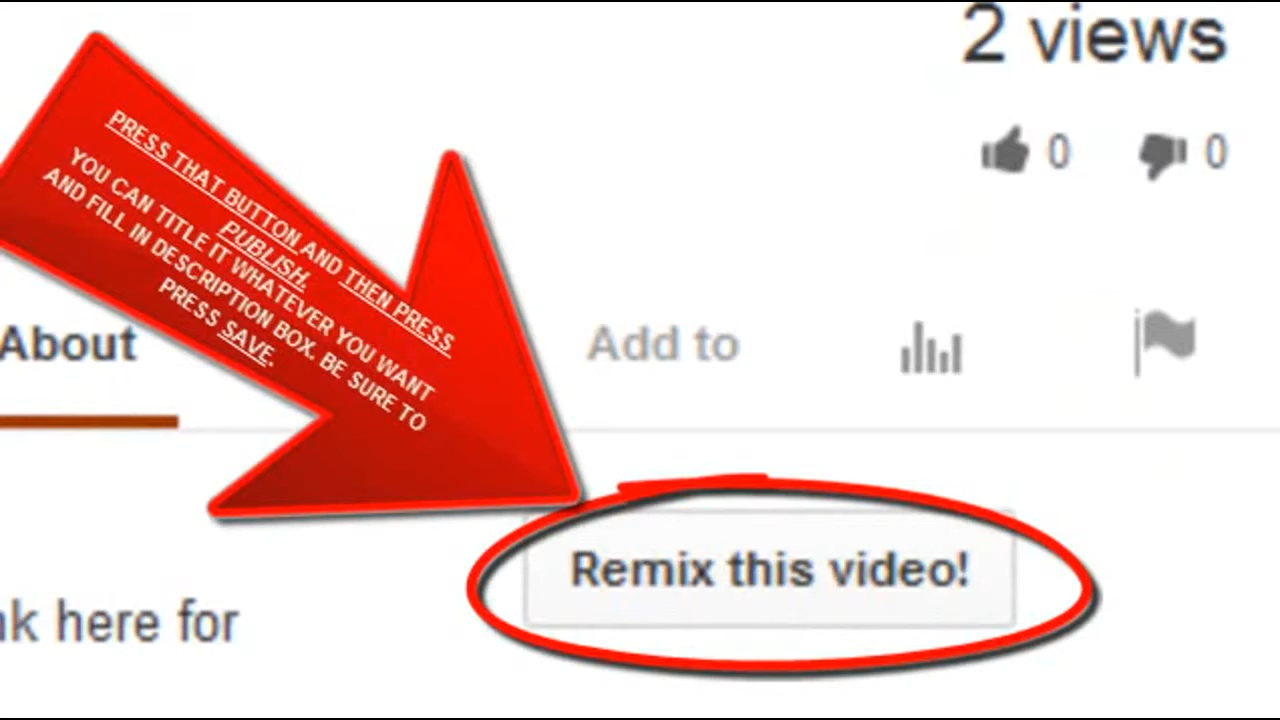 2 views
0 0
PRESS THAT BUTTON AND THEN PRESS
PUBLISH.
YOU CAN TITLE IT WHATEVER YOU WANT
AND FILL IN DESCRIPTION BOX. BE SURE TO
PRESS SAVE.
About Add to
Remix this video!
nk here for